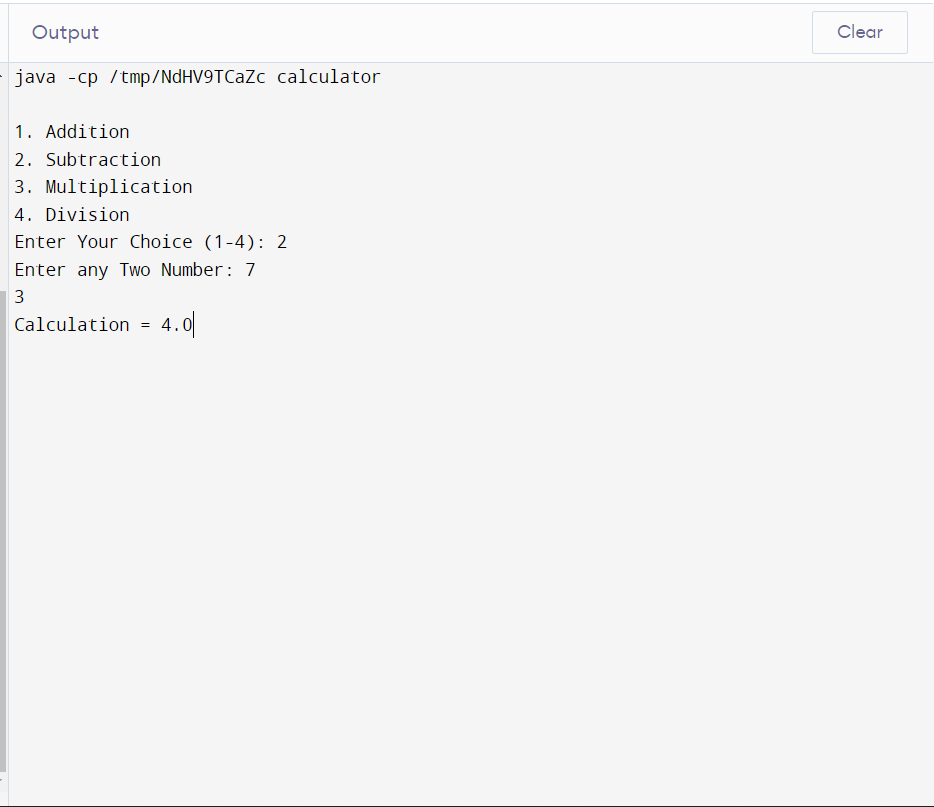 Output
Clear
java -cp /tmp/NdHV9TCaZc calculator
1. Addition
2. Subtraction
3. Multiplication
4. Division
Enter Your Choice (1-4): 2
Enter any Two Number: 7
3
Calculation = 4.0